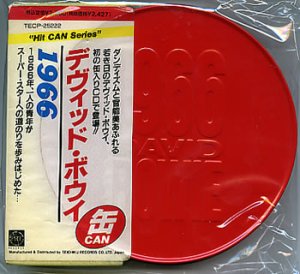 TECP-25222
"Hit CAN Series"
ダンディズムと官能美あふれる
若き日のデヴィッド・ボウイ、
初の缶入りCDで登場!!
デヴィッド・ボウイ
1966
1966年、一人の青年が
スーパー・スターへの道のりを歩みはじめた…
缶
CAN
DAVID
Manufactured & Distributed by TEICHIKU RECORDS CO., LTD. Japan